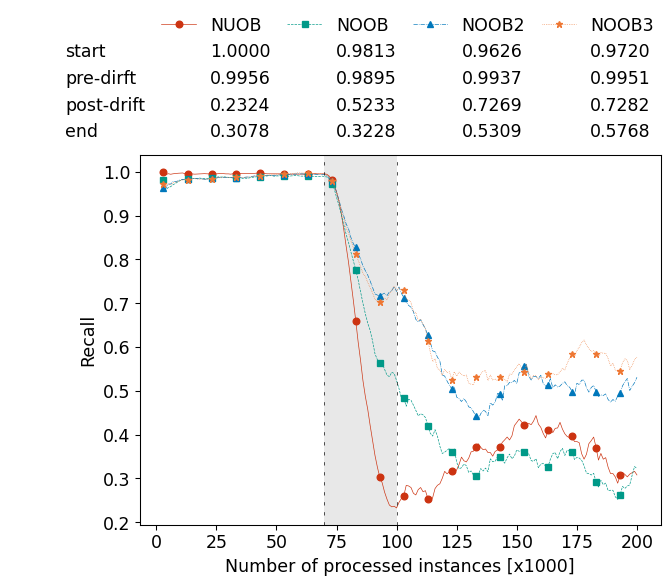 NUOB NOOB NOOB2 NOOB3
start 1.0000 0.9813 0.9626 0.9720
pre-dirft 0.9956 0.9895 0.9937 0.9951
post-drift 0.2324 0.5233 0.7269 0.7282
end 0.3078 0.3228 0.5309 0.5768
1.0
0.9
0.8
0.7
0.6
0.5
0.4
0.3
0.2
Recall
0 25 50 75 100 125 150 175 200
Number of processed instances [x1000]